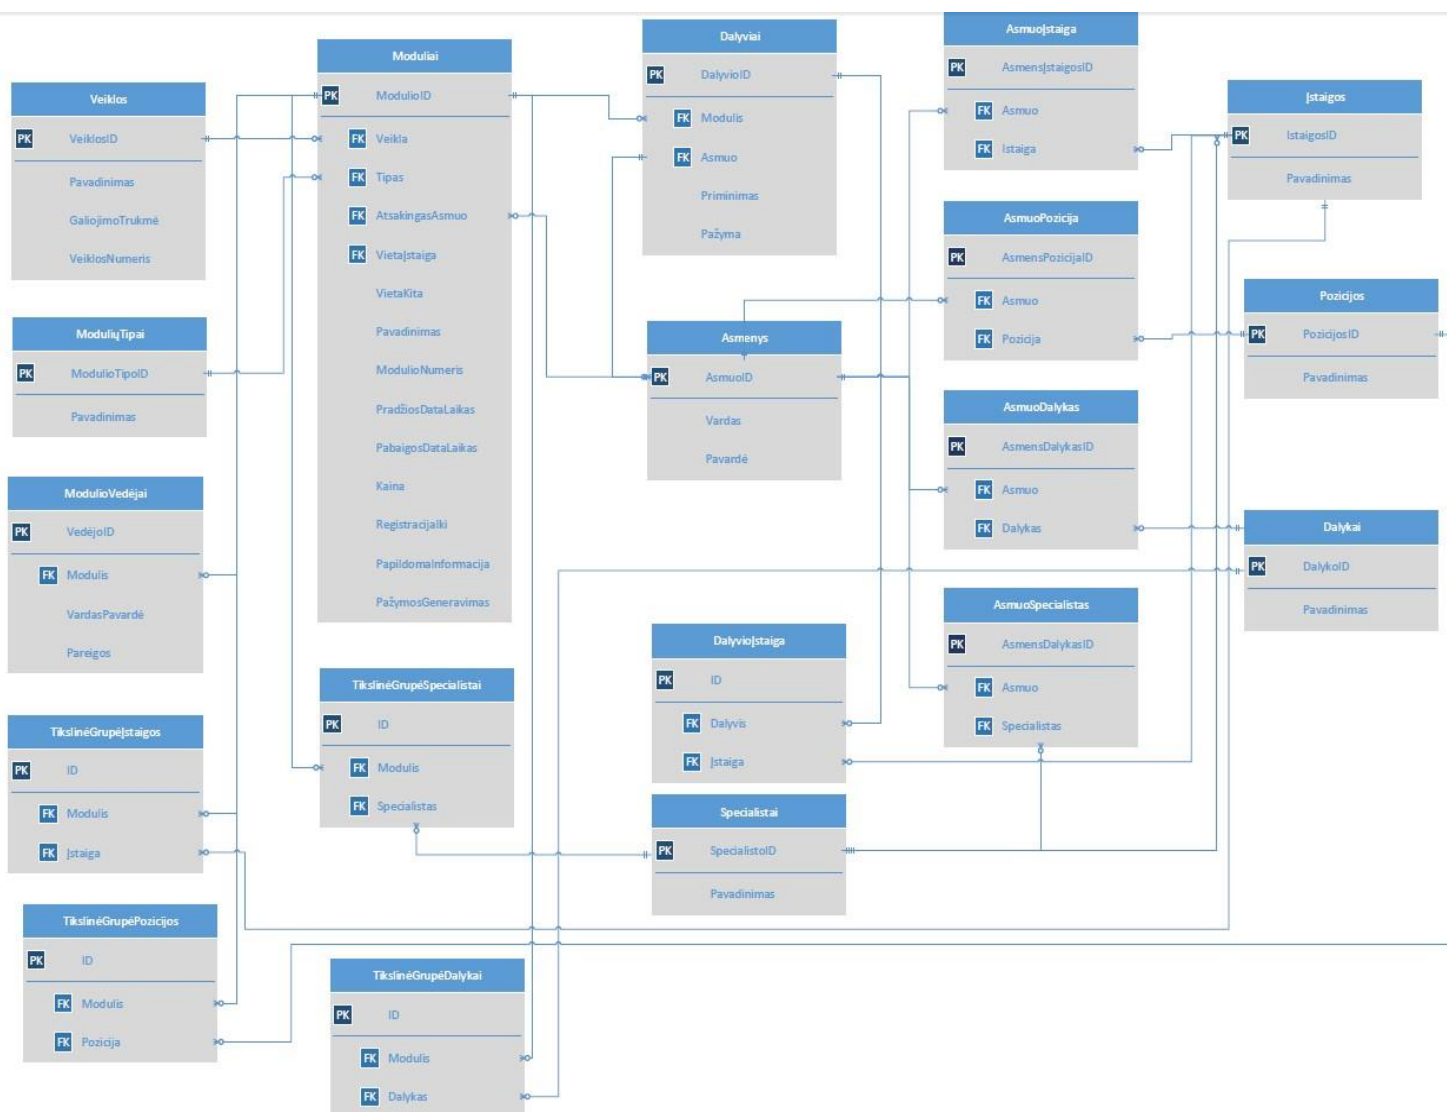 Veiklos
PK VeiklosID
Pavadinimas
GaliojimoTrukmė
VeiklosNumeris
ModuliųTipai
PK ModulioTipoID
Pavadinimas
ModulioVedėjai
PK VedėjoID
FK Modulis
VardasPavardė
Pareigos
TikslinėGrupėĮstaigos
PK ID
FK Modulis
FK Įstaiga
TikslinėGrupėPozicijos
PK ID
FK Modulis
FK Pozicija
Moduliai
PK ModulioID
FK Veikla
FK Tipas
FK AtsakingasAsmuo
FK VietaĮstaiga
VietaKita
Pavadinimas
ModulioNumeris
PradžiosDataLaikas
PabaigosDataLaikas
Kaina
RegistracijaIki
PapildomaInformacija
PažymosGeneravimas
TikslinėGrupėSpecialistai
PK ID
FK Modulis
FK Specialistas
TikslinėGrupėDalykai
PK ID
FK Modulis
FK Dalykas
Dalyviai
PK DalyvioID
FK Modulis
FK Asmuo
Priminimas
Pažyma
Asmenys
PK AsmuoID
Vardas
Pavardė
DalyvioĮstaiga
PK ID
FK Dalyvis
FK Įstaiga
Specialistai
PK SpecialistoID
Pavadinimas
AsmuoĮstaiga
PK AsmensĮstaigosID
FK Asmuo
FK Istaiga
AsmuoPozicija
PK AsmensPozicijaID
FK Asmuo
FK Pozicija
AsmuoDalykas
PK AsmensDalykasID
FK Asmuo
FK Dalykas
AsmuoSpecialistas
PK AsmensDalykasID
FK Asmuo
FK Specialistas
Įstaigos
PK IstaigosID
Pavadinimas
Pozicijos
PK PozicijosID
Pavadinimas
Dalykai
PK DalykoID
Pavadinimas